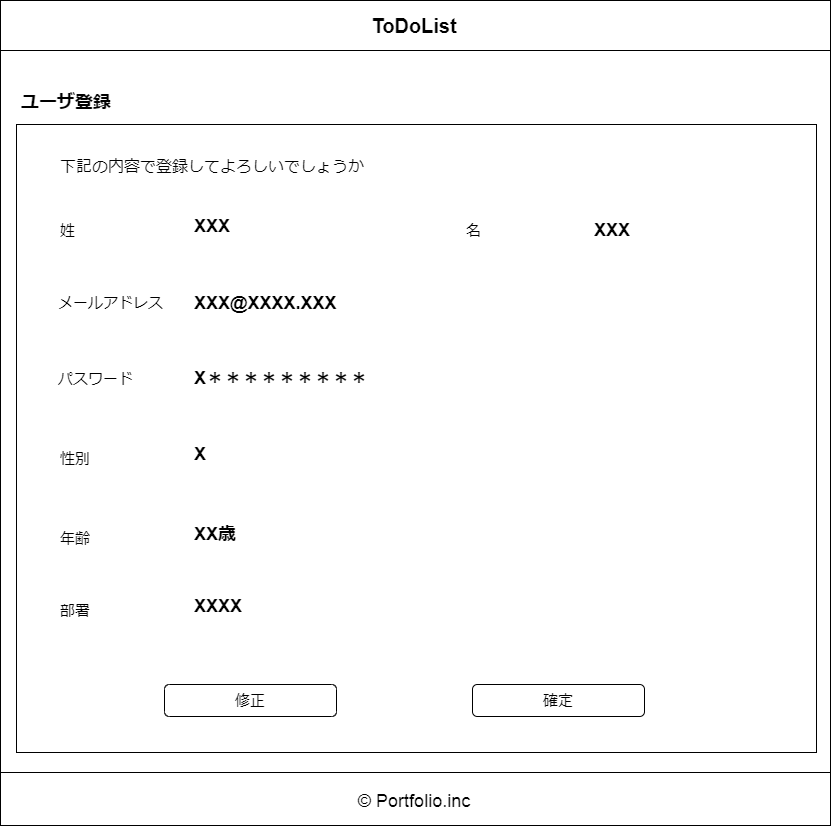 ToDoList
ユーザ登録
下記の内容で登録してよろしいでしょうか
姓 XXX 名 XXX
メールアドレス XXX@XXXX.XXX
パスワード X＊＊＊＊＊＊＊＊＊
性別 X
年齢 XX歳
部署 XXXX
修正 確定
© Portfolio.inc